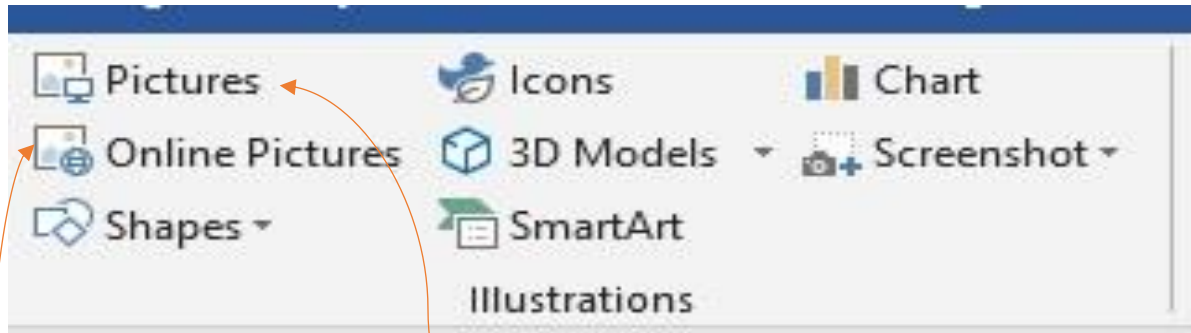 Pictures Icons Chart
Online Pictures 3D Models Screenshot
Shapes SmartArt
Illustrations